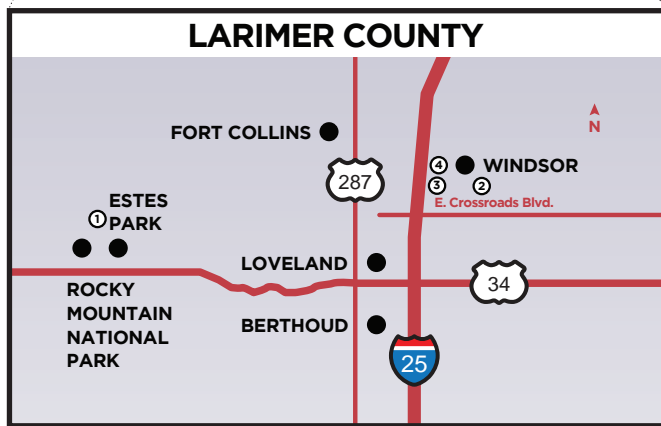 LARIMER COUNTY
N
FORT COLLINS
287
4
WINDSOR
3
2
E. Crossroads Blvd.
1
ESTES
PARK
LOVELAND
34
ROCKY
MOUNTAIN
NATIONAL
PARK
BERTHOUD
25